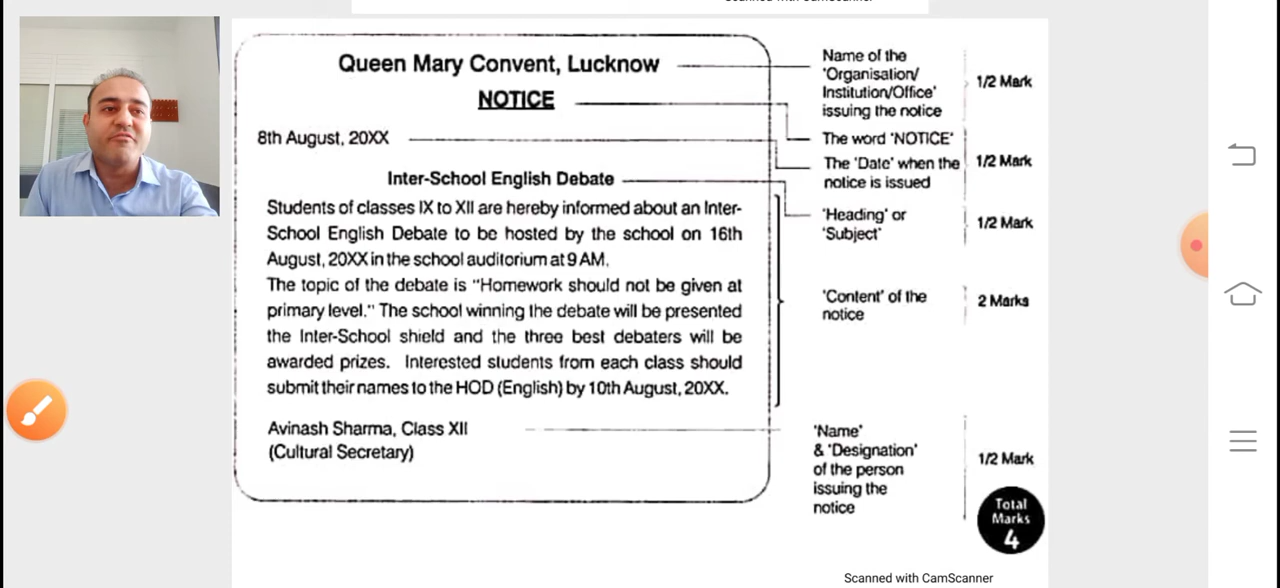 Scanned with CamScanner
Queen Mary Convent, Lucknow
NOTICE
8th August, 20XX
Inter-School English Debate
Students of classes IX to XII are hereby informed about an Inter-
School English Debate to be hosted by the school on 16th
August, 20XX in the school auditorium at 9 AM.
The topic of the debate is "Homework should not be given at
primary level." The school winning the debate will be presented
the Inter-School shield and the three best debaters will be
awarded prizes. Interested students from each class should
submit their names to the HOD (English) by 10th August, 20XX.
Avinash Sharma, Class XII
(Cultural Secretary)
Name of the
'Organisation/
Institution/Office'
issuing the notice
1/2 Mark
The word 'NOTICE'
The 'Date' when the
notice is issued
1/2 Mark
'Heading' or
'Subject'
1/2 Mark
'Content' of the
notice
2 Marks
'Name'
& 'Designation'
of the person
issuing the
notice
1/2 Mark
Total
Marks
4
Scanned with CamScanner